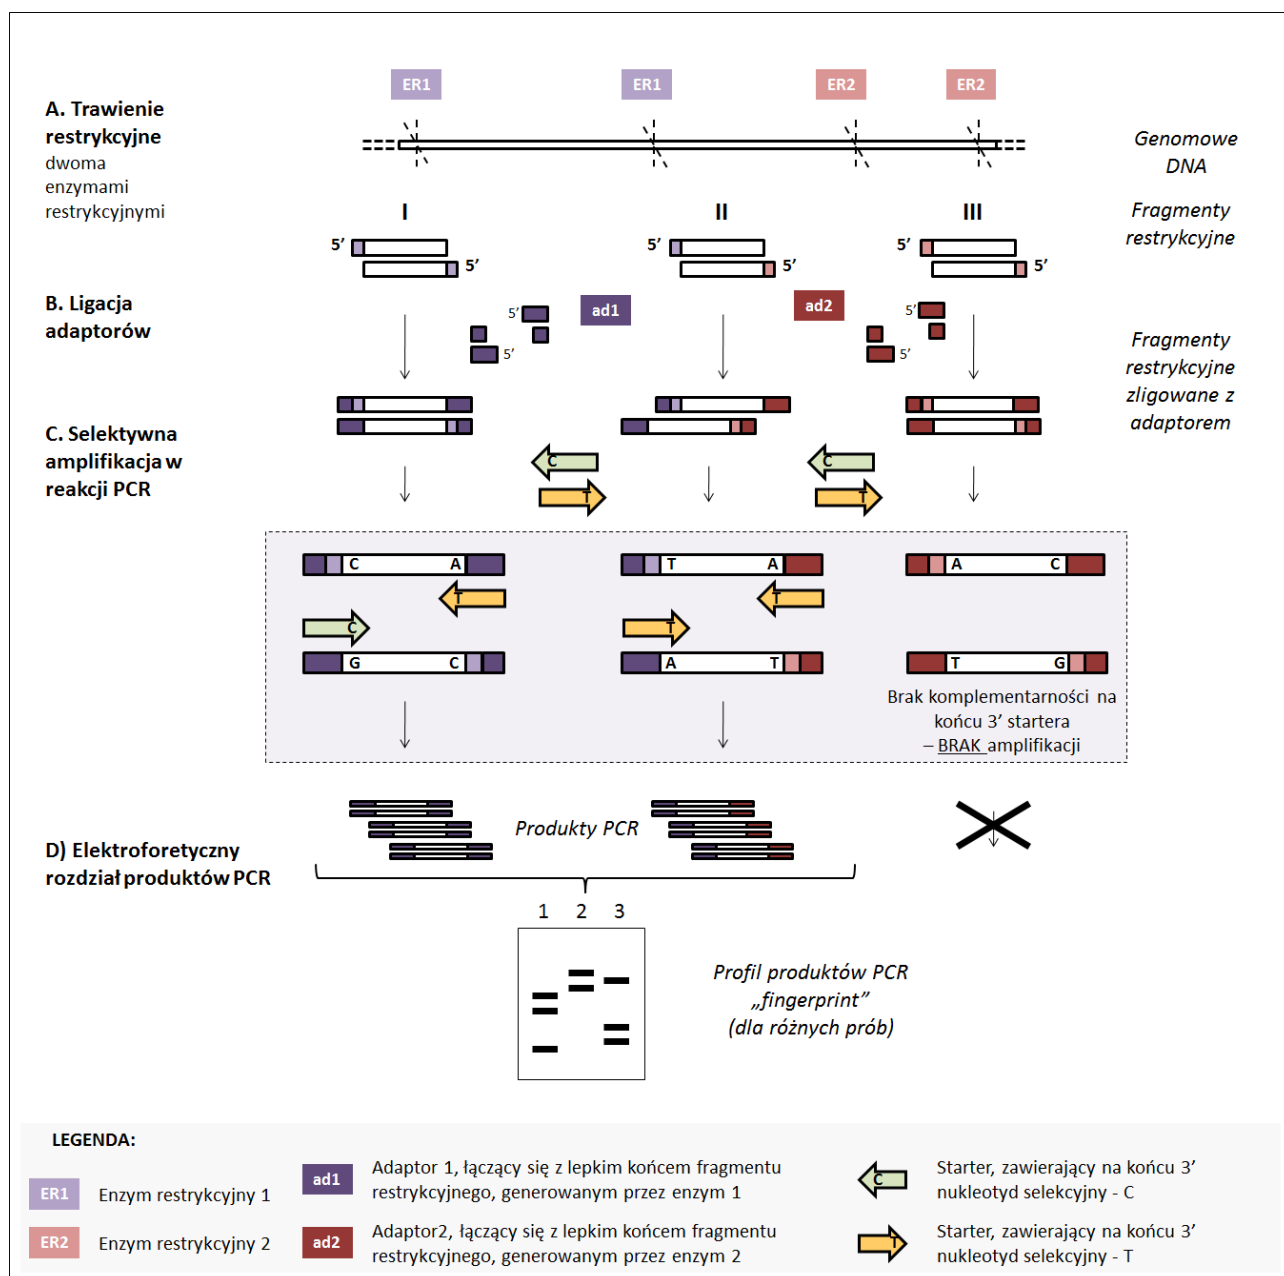 ER1
ER1
ER2
ER2
A. Trawienie
restrykcyjne
dwoma
enzymami
restrykcyjnymi
Genomowe
DNA
I
II
III
Fragmenty
restrykcyjne
5’
5’
5’
5’
5’
5’
B. Ligacja
adaptorów
5’
5’
ad1
ad2
5’
5’
Fragmenty
restrykcyjne
zligowane z
adaptorem
C. Selektywna
amplifikacja w
reakcji PCR
C
T
C
T
C A
T A
A C
T
T
C
T
G C
A T
T G
Brak komplementarności na
końcu 3’ startera
– BRAK amplifikacji
Produkty PCR
D) Elektroforetyczny
rozdział produktów PCR
1 2 3
Profil produktów PCR
„fingerprint”
(dla różnych prób)
LEGENDA:
ER1 Enzym restrykcyjny 1
ER2 Enzym restrykcyjny 2
ad1 Adaptor 1, łączący się z lepkim końcem fragmentu
restrykcyjnego, generowanym przez enzym 1
ad2 Adaptor2, łączący się z lepkim końcem fragmentu
restrykcyjnego, generowanym przez enzym 2
C Starter, zawierający na końcu 3’
nukleotyd selekcyjny - C
T Starter, zawierający na końcu 3’
nukleotyd selekcyjny - T